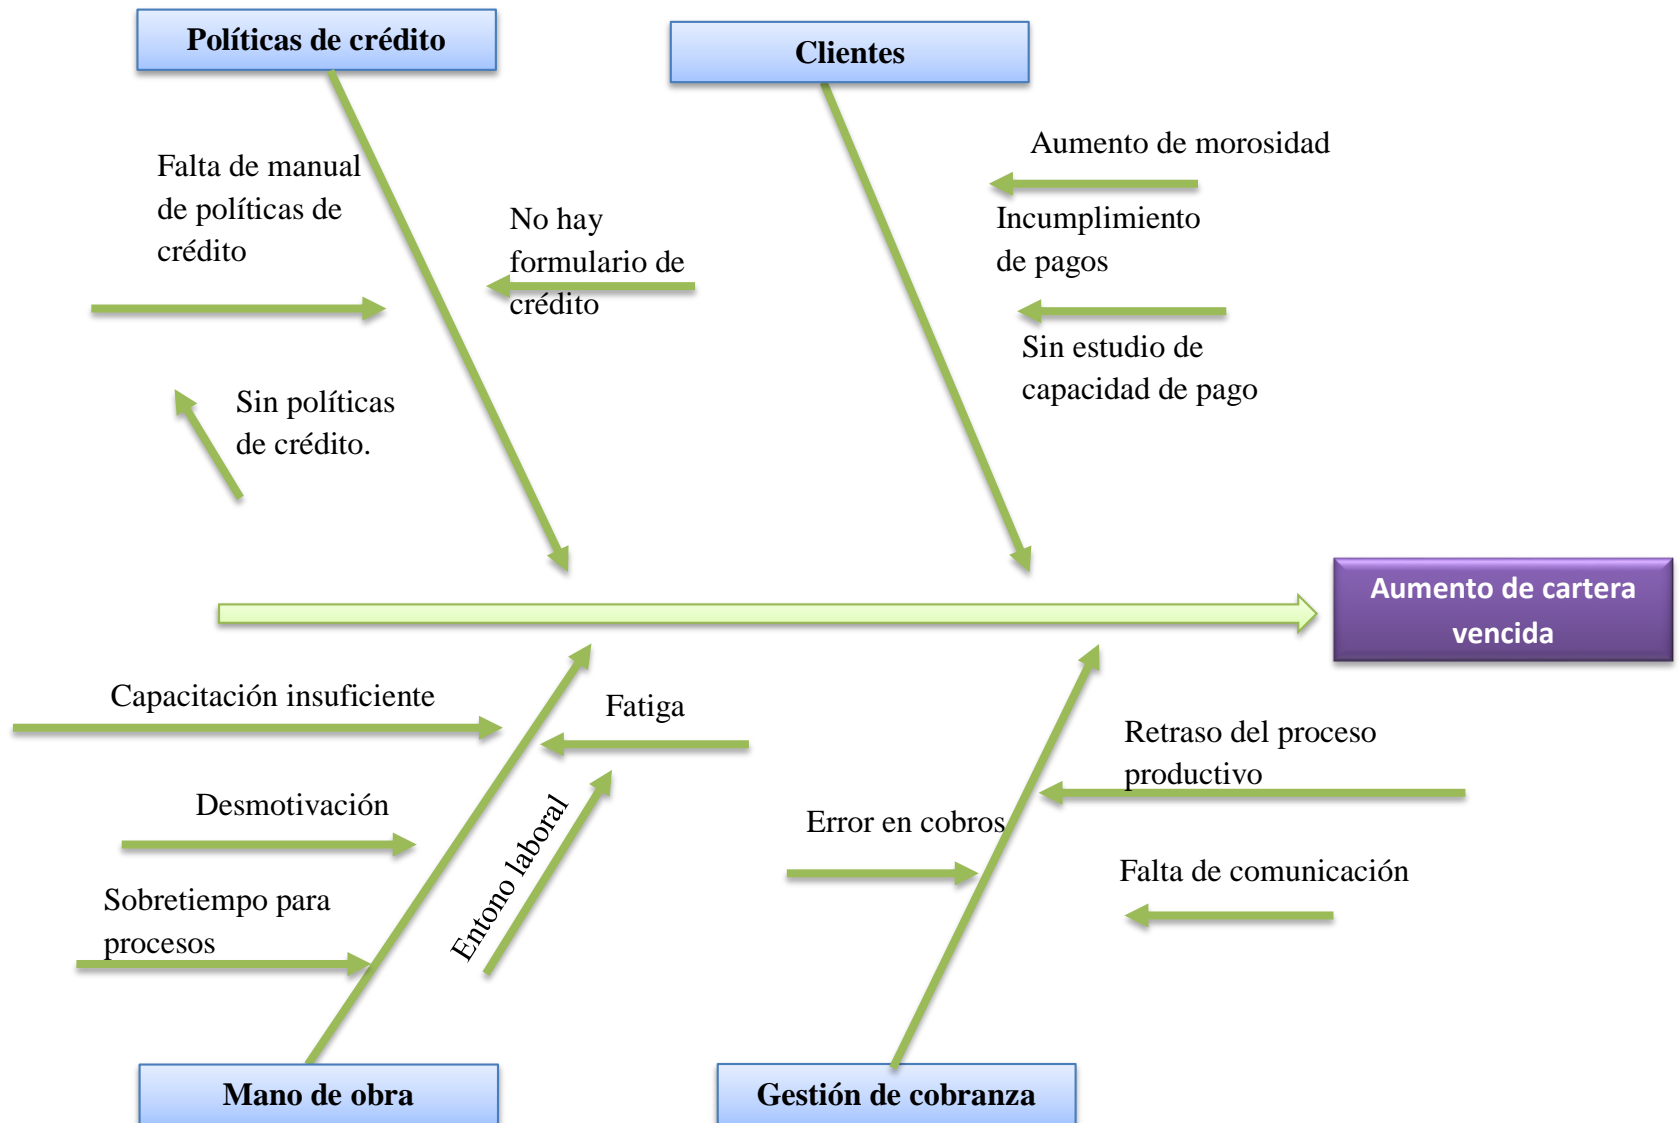 Políticas de crédito
Clientes
Falta de manual
de políticas de
crédito
No hay
formulario de
crédito
Sin políticas
de crédito.
Aumento de morosidad
Incumplimiento
de pagos
Sin estudio de
capacidad de pago
Aumento de cartera
vencida
Capacitación insuficiente
Desmotivación
Sobretiempo para
procesos
Fatiga
Entono laboral
Retraso del proceso
productivo
Error en cobros
Falta de comunicación
Mano de obra
Gestión de cobranza